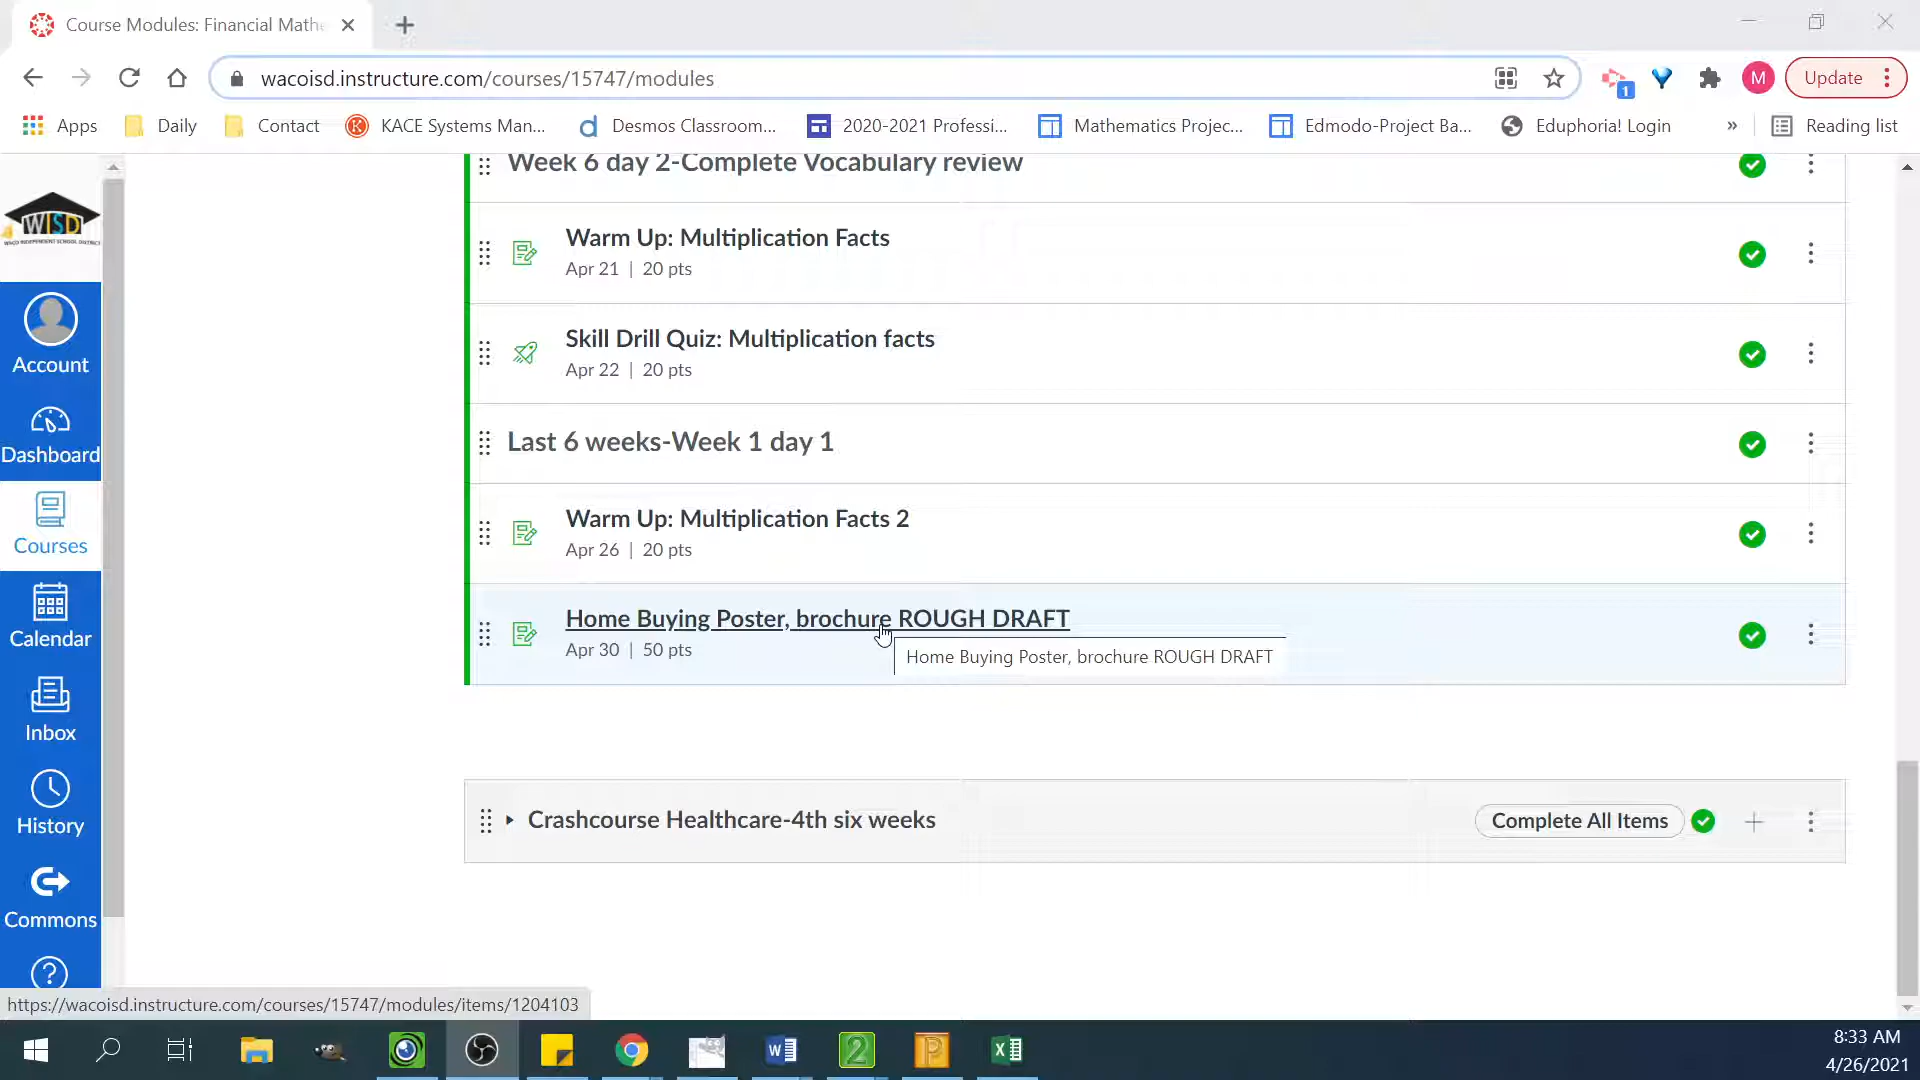 Course Modules: Financial Mathe
wacoisd.instructure.com/courses/15747/modules
1
M
Update
Apps
Daily
Contact
KACE Systems Man...
Desmos Classroom...
2020-2021 Professi...
Mathematics Projec...
Edmodo-Project Ba...
Eduphoria! Login
»
Reading list
WISD
WACO INDEPENDENT SCHOOL DISTRICT
Account
Dashboard
Courses
Calendar
Inbox
History
Commons
Week 6 day 2-Complete Vocabulary review
Warm Up: Multiplication Facts
Apr 21 | 20 pts
Skill Drill Quiz: Multiplication facts
Apr 22 | 20 pts
Last 6 weeks-Week 1 day 1
Warm Up: Multiplication Facts 2
Apr 26 | 20 pts
Home Buying Poster, brochure ROUGH DRAFT
Apr 30 | 50 pts
Home Buying Poster, brochure ROUGH DRAFT
Crashcourse Healthcare-4th six weeks
Complete All Items
https://wacoisd.instructure.com/courses/15747/modules/items/1204103
8:33 AM
4/26/2021